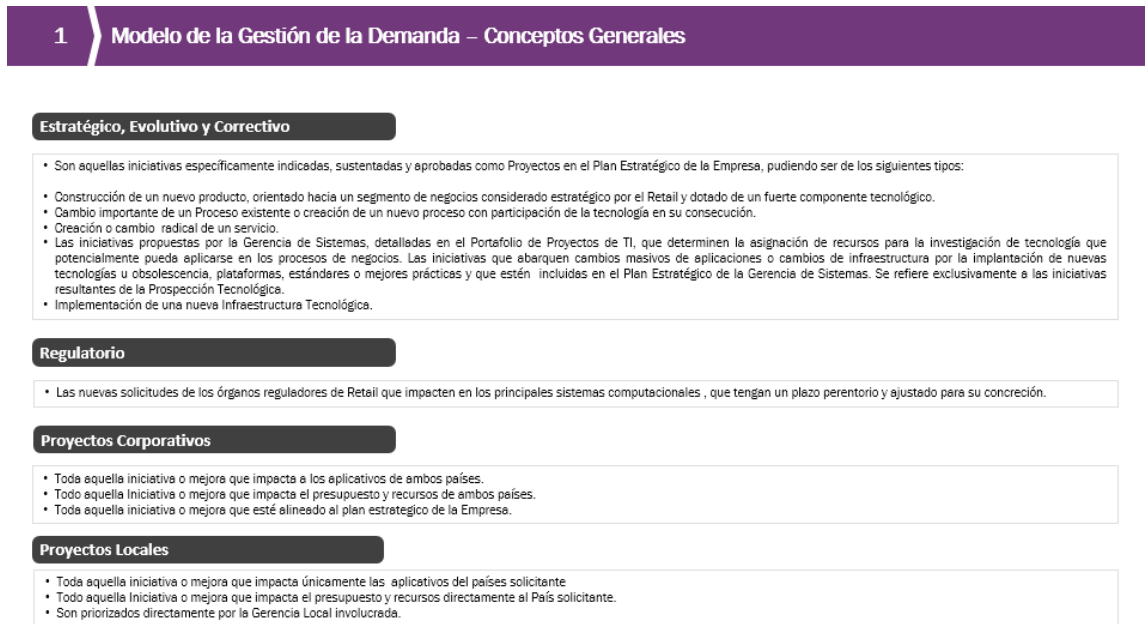 1 Modelo de la Gestión de la Demanda – Conceptos Generales
Estratégico, Evolutivo y Correctivo
• Son aquellas iniciativas específicamente indicadas, sustentadas y aprobadas como Proyectos en el Plan Estratégico de la Empresa, pudiendo ser de los siguientes tipos:
• Construcción de un nuevo producto, orientado hacia un segmento de negocios considerado estratégico por el Retail y dotado de un fuerte componente tecnológico.
• Cambio importante de un Proceso existente o creación de un nuevo proceso con participación de la tecnología en su consecución.
• Creación o cambio radical de un servicio.
• Las iniciativas propuestas por la Gerencia de Sistemas, detalladas en el Portafolio de Proyectos de TI, que determinen la asignación de recursos para la investigación de tecnología que
potencialmente pueda aplicarse en los procesos de negocios. Las iniciativas que abarquen cambios masivos de aplicaciones o cambios de infraestructura por la implantación de nuevas
tecnologías u obsolescencia, plataformas, estándares o mejores prácticas y que estén incluidas en el Plan Estratégico de la Gerencia de Sistemas. Se refiere exclusivamente a las iniciativas
resultantes de la Prospección Tecnológica.
• Implementación de una nueva Infraestructura Tecnológica.
Regulatorio
• Las nuevas solicitudes de los órganos reguladores de Retail que impacten en los principales sistemas computacionales , que tengan un plazo perentorio y ajustado para su concreción.
Proyectos Corporativos
• Toda aquella iniciativa o mejora que impacta a los aplicativos de ambos países.
• Todo aquella Iniciativa o mejora que impacta el presupuesto y recursos de ambos países.
• Toda aquella iniciativa o mejora que esté alineado al plan estrategico de la Empresa.
Proyectos Locales
• Toda aquella iniciativa o mejora que impacta únicamente las aplicativos del países solicitante
• Todo aquella Iniciativa o mejora que impacta el presupuesto y recursos directamente al País solicitante.
• Son priorizados directamente por la Gerencia Local involucrada.